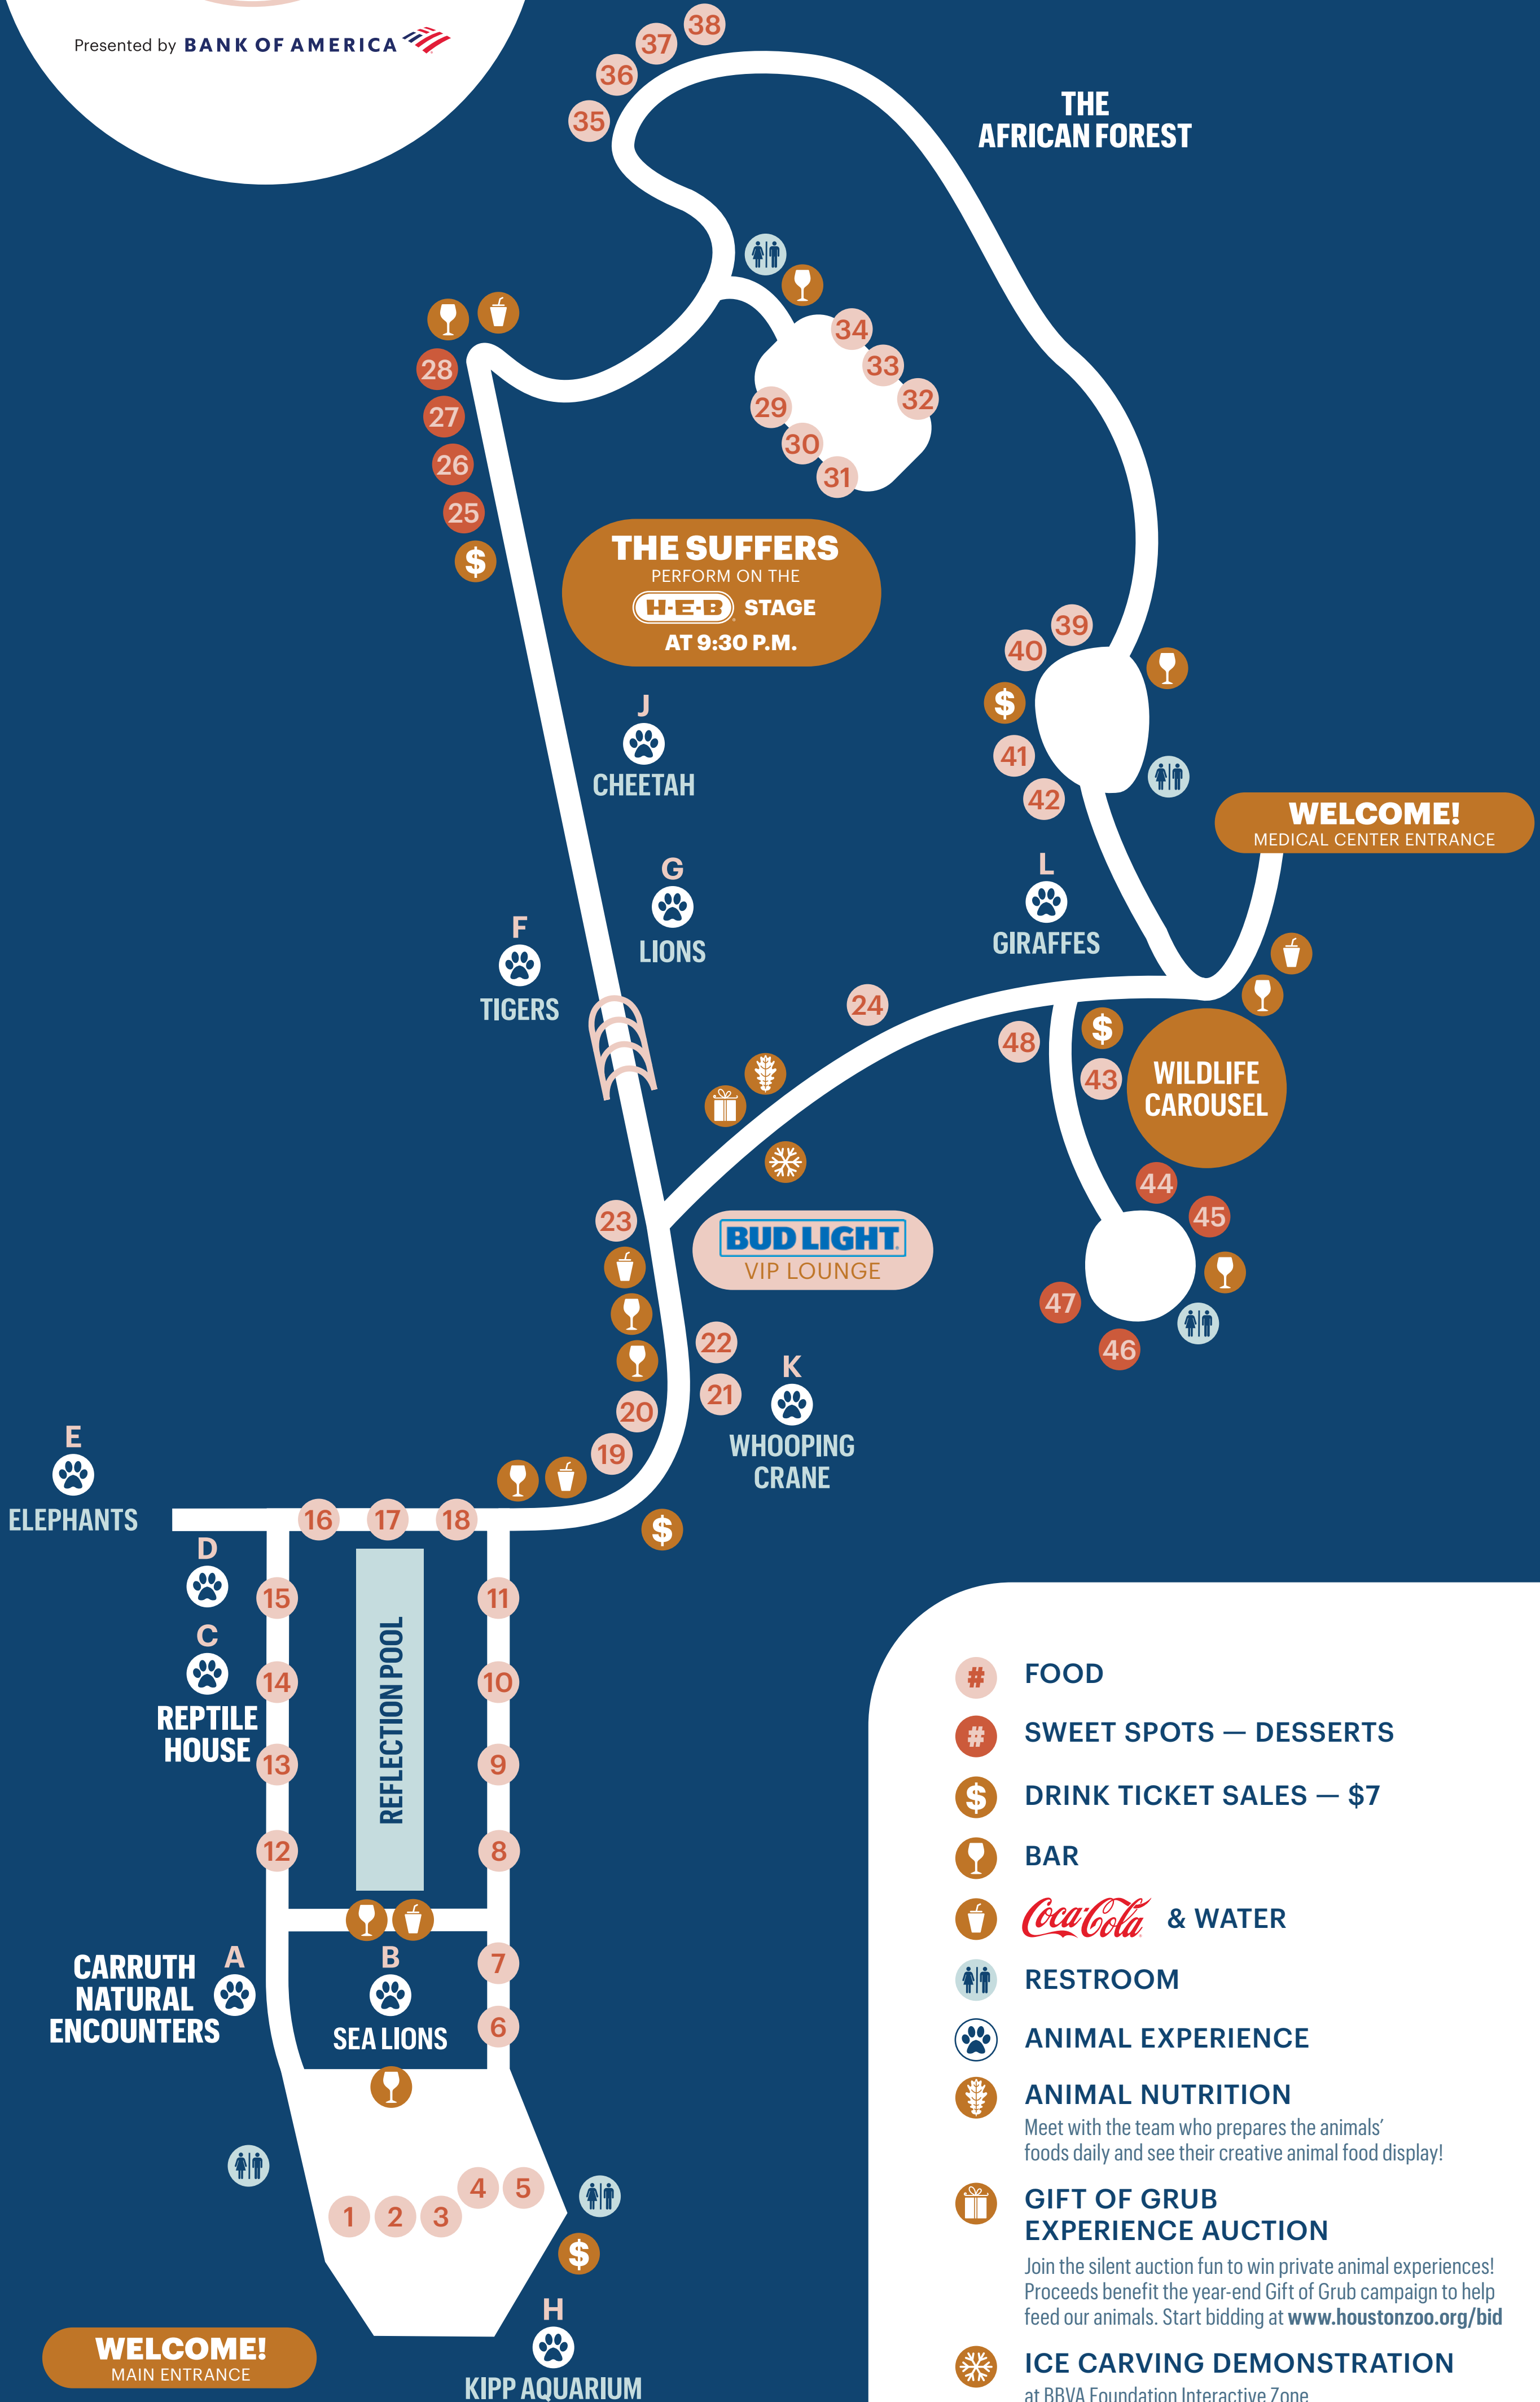 Presented by BANK OF AMERICA
38
37
36
35
THE
AFRICAN FOREST
34
33
32
29
30
31
28
27
26
25
$
THE SUFFERS
PERFORM ON THE
H-E-B STAGE
AT 9:30 P.M.
39
40
$
41
42
J
CHEETAH
WELCOME!
MEDICAL CENTER ENTRANCE
G
LIONS
L
GIRAFFES
F
TIGERS
24
48
$
43
WILDLIFE
CAROUSEL
44
45
47
46
23
BUD LIGHT
VIP LOUNGE
22
21
20
19
K
WHOOPING
CRANE
E
ELEPHANTS
16
17
18
$
D
15
11
C
REPTILE
HOUSE
14
10
REFLECTION POOL
13
9
12
8
CARRUTH
NATURAL
ENCOUNTERS
A
B
SEA LIONS
7
6
1
2
3
4
5
$
H
KIPP AQUARIUM
WELCOME!
MAIN ENTRANCE
# FOOD
# SWEET SPOTS — DESSERTS
$ DRINK TICKET SALES — $7
BAR
Coca-Cola & WATER
RESTROOM
ANIMAL EXPERIENCE
ANIMAL NUTRITION
Meet with the team who prepares the animals’
foods daily and see their creative animal food display!
GIFT OF GRUB
EXPERIENCE AUCTION
Join the silent auction fun to win private animal experiences!
Proceeds benefit the year-end Gift of Grub campaign to help
feed our animals. Start bidding at www.houstonzoo.org/bid
ICE CARVING DEMONSTRATION
at BBVA Foundation Interactive Zone